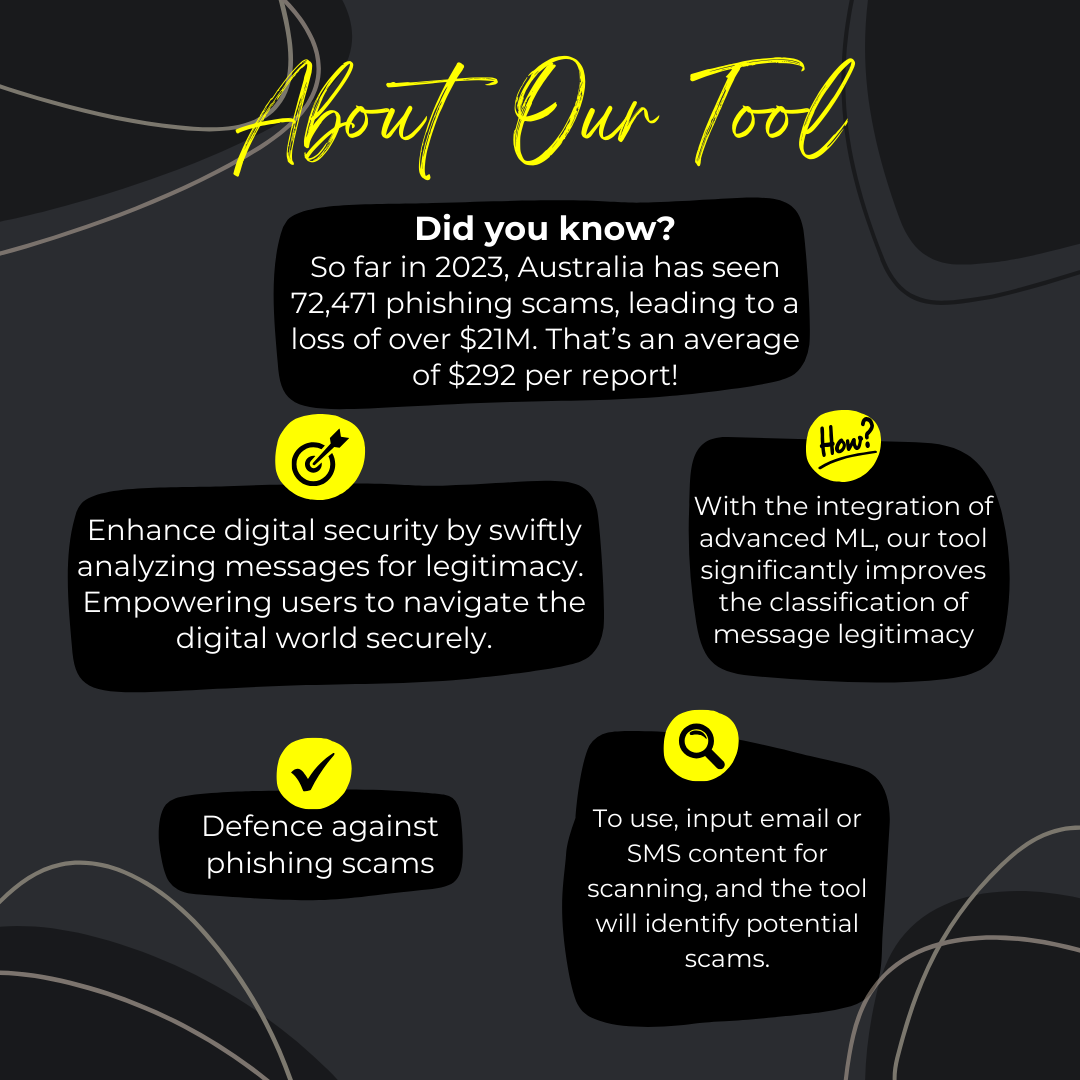 About Our Tool
Did you know?
So far in 2023, Australia has seen
72,471 phishing scams, leading to a
loss of over $21M. That’s an average
of $292 per report!
Enhance digital security by swiftly
analyzing messages for legitimacy.
Empowering users to navigate the
digital world securely.
How?
With the integration of
advanced ML, our tool
significantly improves
the classification of
message legitimacy
Defence against
phishing scams
To use, input email or
SMS content for
scanning, and the tool
will identify potential
scams.